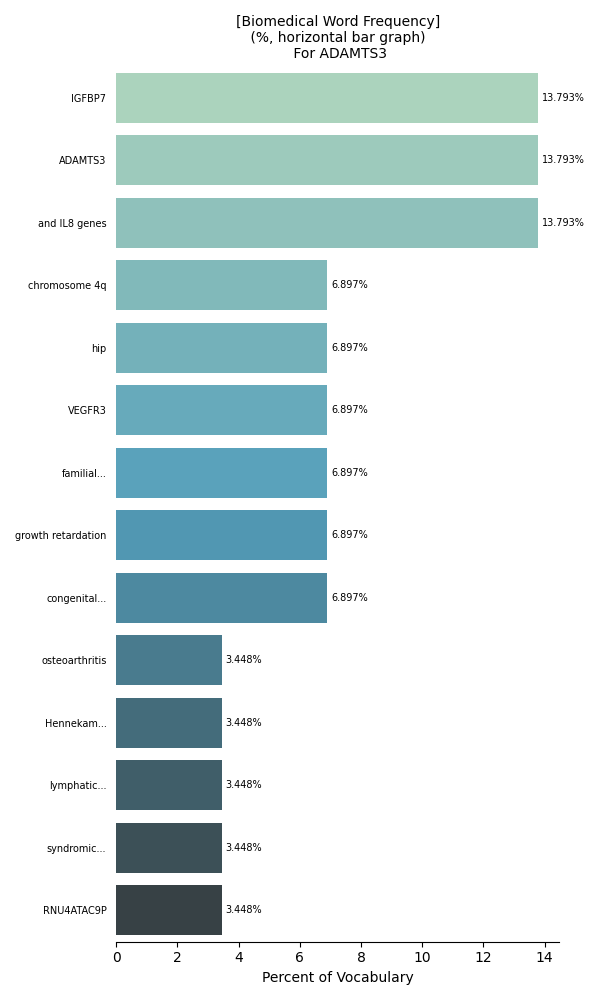 [Biomedical Word Frequency]
(%, horizontal bar graph)
For ADAMTS3
IGFBP7 13.793%
ADAMTS3 13.793%
and IL8 genes 13.793%
chromosome 4q 6.897%
hip 6.897%
VEGFR3 6.897%
familial... 6.897%
growth retardation 6.897%
congenital... 6.897%
osteoarthritis 3.448%
Hennekam... 3.448%
lymphatic... 3.448%
syndromic... 3.448%
RNU4ATAC9P 3.448%
0 2 4 6 8 10 12 14
Percent of Vocabulary